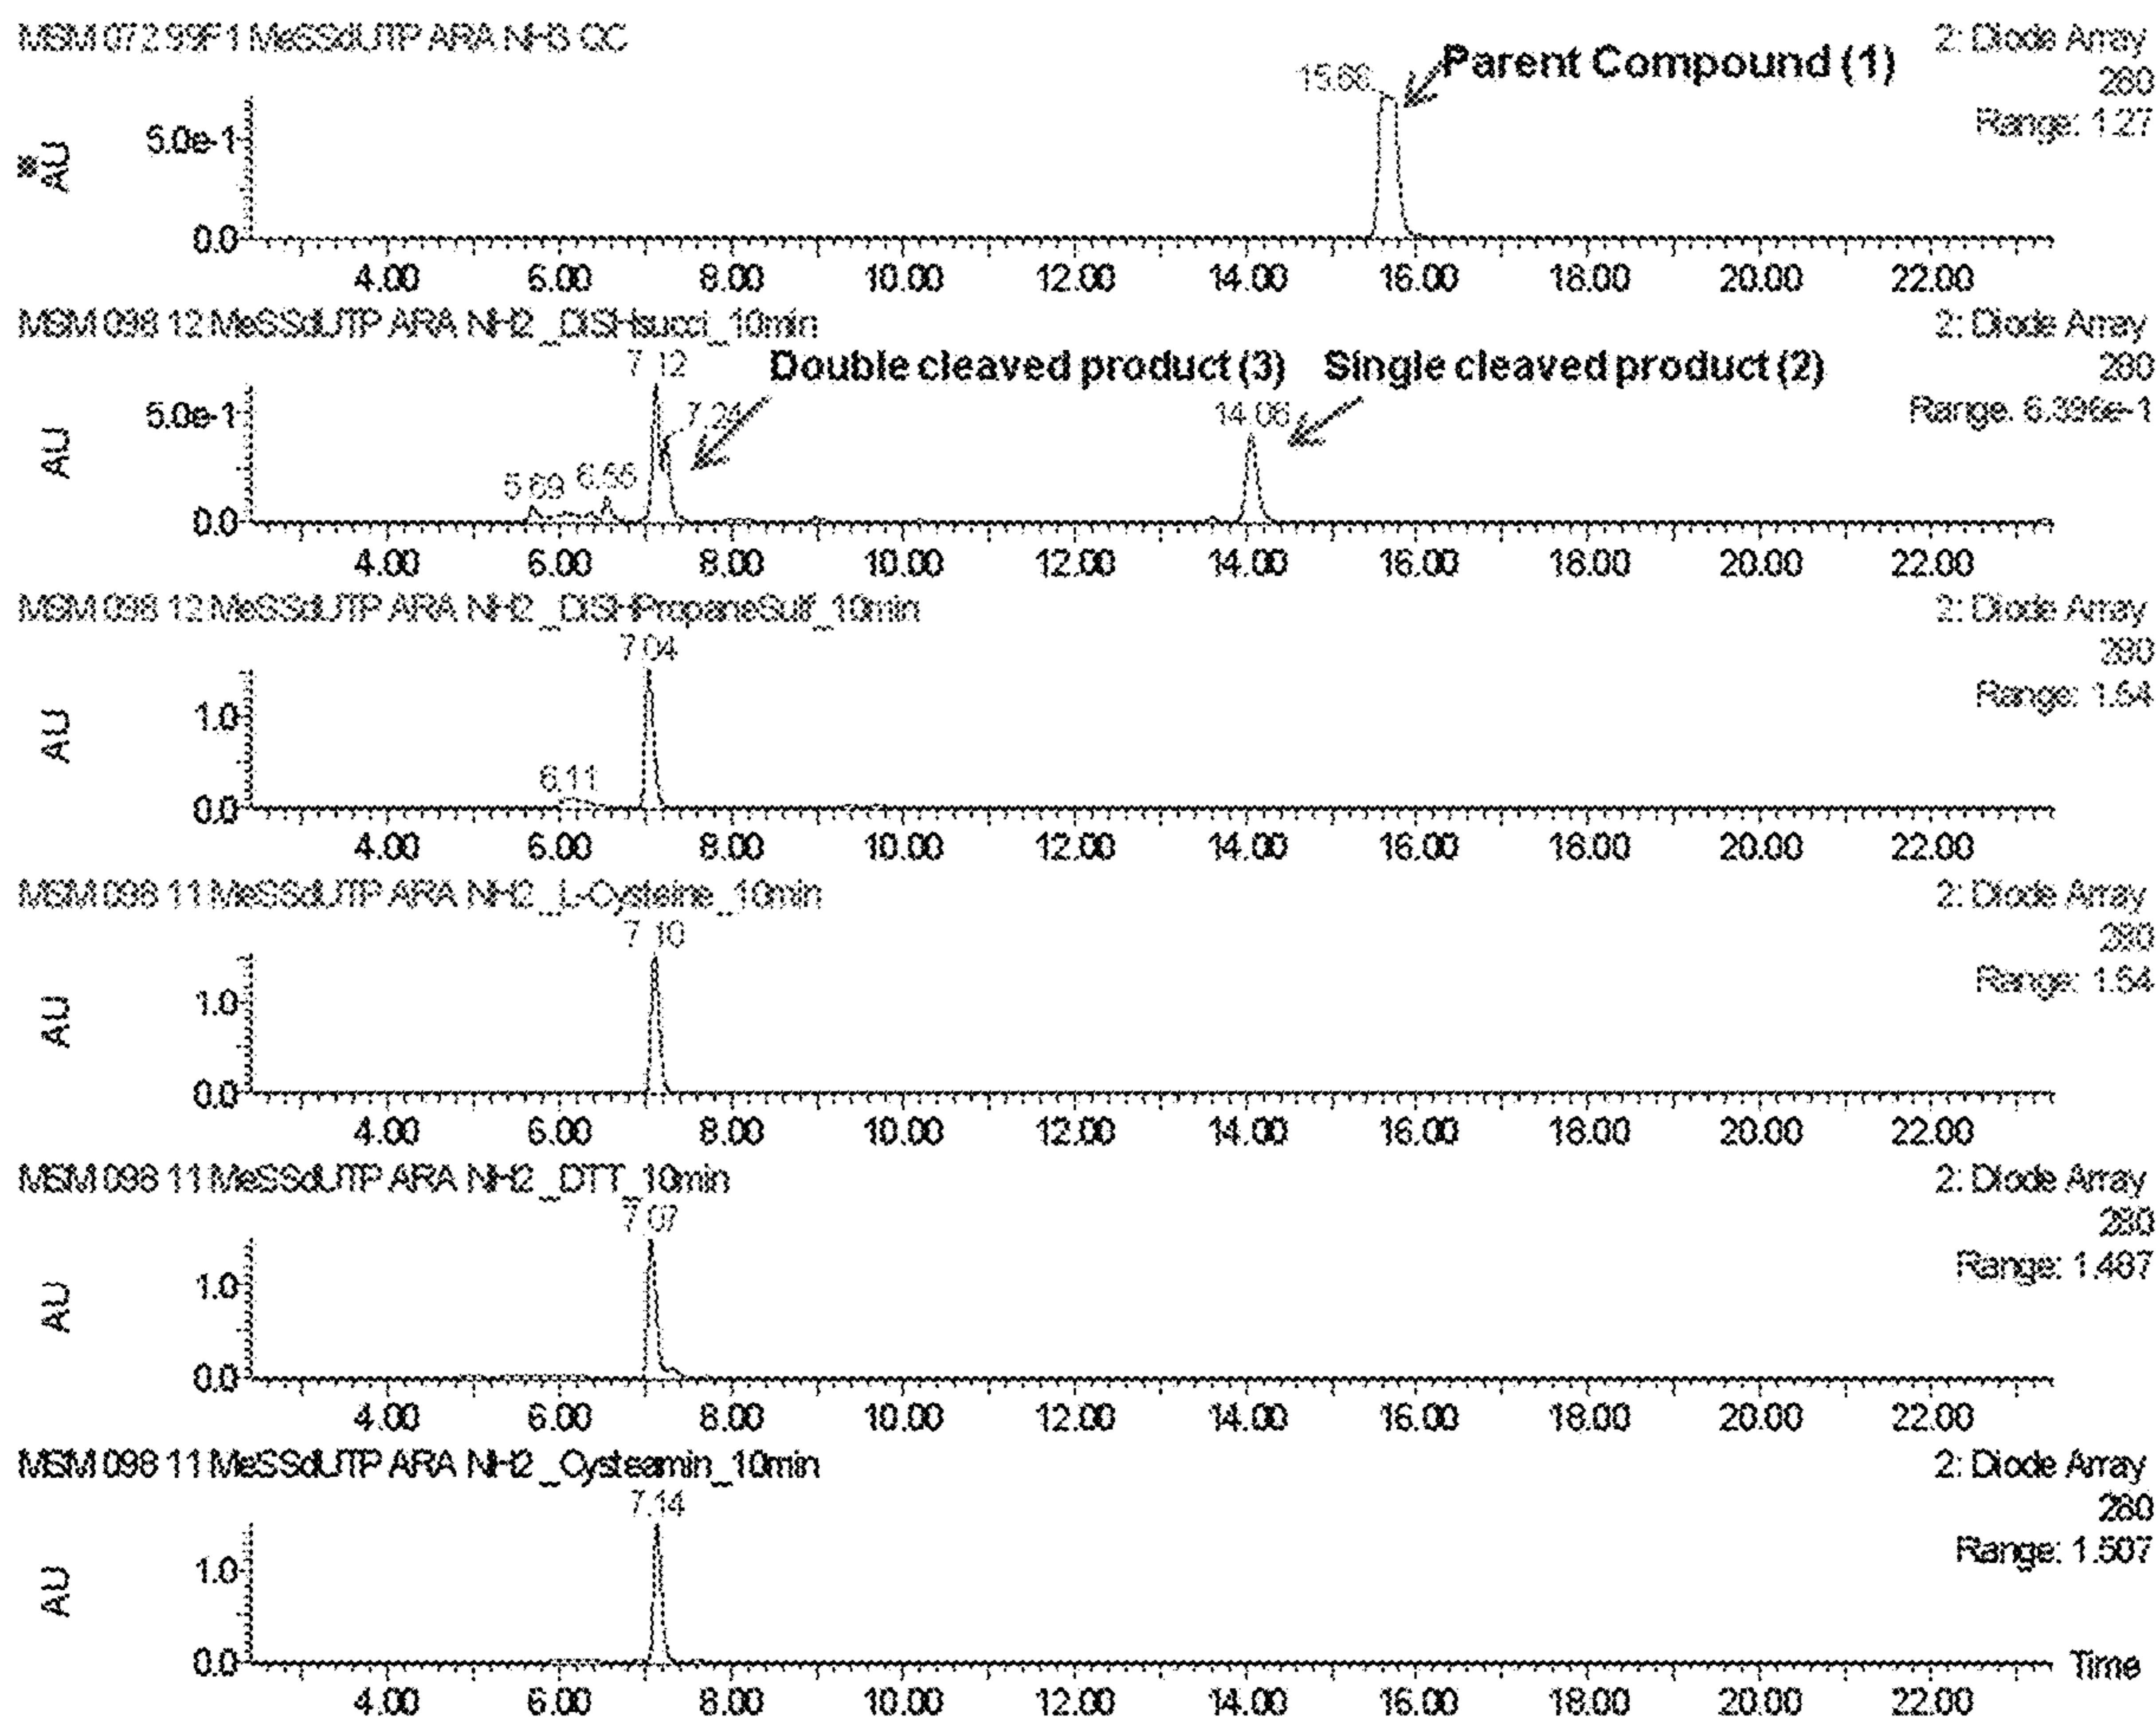 MSM 072 99F1 MeSSdUTP ARA NH3 QC
2: Diode Array
280
Range: 1.27
Parent Compound (1)
15.66
5.0e-1
AU
0.0
4.00 6.00 8.00 10.00 12.00 14.00 16.00 18.00 20.00 22.00
MSM 098 12 MeSSdUTP ARA NH2_DiSHsucci_10min
2: Diode Array
280
Range: 6.396e-1
7.12
Double cleaved product (3)
Single cleaved product (2)
7.24
14.06
5.0e-1
AU
5.69
6.55
0.0
4.00 6.00 8.00 10.00 12.00 14.00 16.00 18.00 20.00 22.00
MSM 098 12 MeSSdUTP ARA NH2_DiSHPropaneSulf_10min
2: Diode Array
280
Range: 1.54
7.04
1.0
AU
6.11
0.0
4.00 6.00 8.00 10.00 12.00 14.00 16.00 18.00 20.00 22.00
MSM 098 11 MeSSdUTP ARA NH2_L-Cysteine_10min
2: Diode Array
280
Range: 1.54
7.10
1.0
AU
0.0
4.00 6.00 8.00 10.00 12.00 14.00 16.00 18.00 20.00 22.00
MSM 098 11 MeSSdUTP ARA NH2_DTT_10min
2: Diode Array
280
Range: 1.487
7.07
1.0
AU
0.0
4.00 6.00 8.00 10.00 12.00 14.00 16.00 18.00 20.00 22.00
MSM 098 11 MeSSdUTP ARA NH2_Cysteamin_10min
2: Diode Array
280
Range: 1.507
7.14
1.0
AU
0.0
Time
4.00 6.00 8.00 10.00 12.00 14.00 16.00 18.00 20.00 22.00